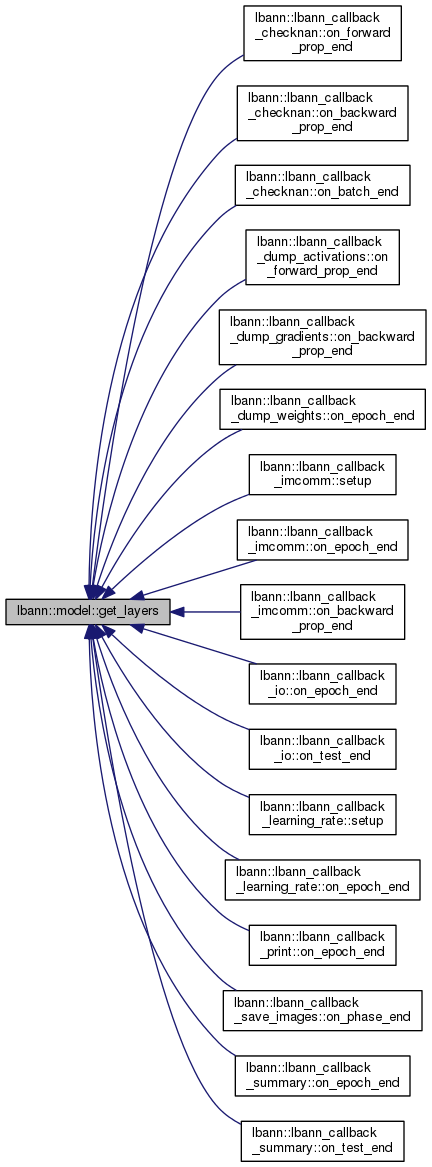 lbann::lbann_callback
_checknan::on_forward
_prop_end
lbann::lbann_callback
_checknan::on_backward
_prop_end
lbann::lbann_callback
_checknan::on_batch_end
lbann::lbann_callback
_dump_activations::on
_forward_prop_end
lbann::lbann_callback
_dump_gradients::on_backward
_prop_end
lbann::lbann_callback
_dump_weights::on_epoch_end
lbann::lbann_callback
_imcomm::setup
lbann::lbann_callback
_imcomm::on_epoch_end
lbann::model::get_layers
lbann::lbann_callback
_imcomm::on_backward
_prop_end
lbann::lbann_callback
_io::on_epoch_end
lbann::lbann_callback
_io::on_test_end
lbann::lbann_callback
_learning_rate::setup
lbann::lbann_callback
_learning_rate::on_epoch_end
lbann::lbann_callback
_print::on_epoch_end
lbann::lbann_callback
_save_images::on_phase_end
lbann::lbann_callback
_summary::on_epoch_end
lbann::lbann_callback
_summary::on_test_end